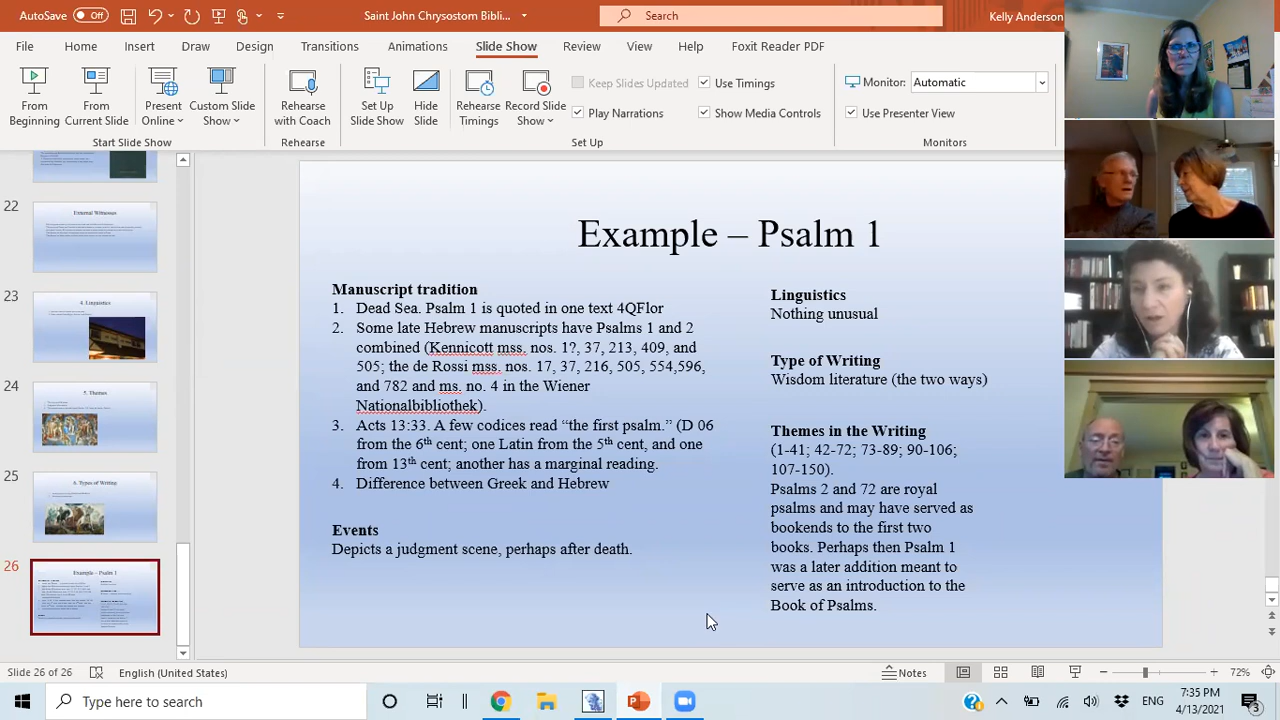 AutoSave Off Saint John Chrysostom Bibli... Search Kelly Anderson
File Home Insert Draw Design Transitions Animations Slide Show Review View Help Foxit Reader PDF
From Beginning
From Current Slide
Present Online
Custom Slide Show
Start Slide Show
Rehearse with Coach
Rehearse
Set Up Slide Show
Hide Slide
Rehearse Timings
Record Slide Show
Keep Slides Updated
Play Narrations
Use Timings
Show Media Controls
Set Up
Monitor: Automatic
Use Presenter View
Monitors
22
External Witnesses
23
4. Linguistics
24
5. Themes
25
6. Types of Writing
26
Example – Psalm 1
Example – Psalm 1
Manuscript tradition
1. Dead Sea. Psalm 1 is quoted in one text 4QFlor
2. Some late Hebrew manuscripts have Psalms 1 and 2
combined (Kennicott mss. nos. 1?, 37, 213, 409, and
505; the de Rossi mss. nos. 17, 37, 216, 505, 554,596,
and 782 and ms. no. 4 in the Wiener
Nationalbibliothek).
3. Acts 13:33. A few codices read “the first psalm.” (D 06
from the 6th cent; one Latin from the 5th cent, and one
from 13th cent; another has a marginal reading.
4. Difference between Greek and Hebrew
Events
Depicts a judgment scene, perhaps after death.
Linguistics
Nothing unusual
Type of Writing
Wisdom literature (the two ways)
Themes in the Writing
(1-41; 42-72; 73-89; 90-106;
107-150).
Psalms 2 and 72 are royal
psalms and may have served as
bookends to the first two
books. Perhaps then Psalm 1
was a later addition meant to
serve as an introduction to the
Book of Psalms.
Slide 26 of 26 English (United States) Notes 72%
Type here to search
ENG
7:35 PM
4/13/2021
3